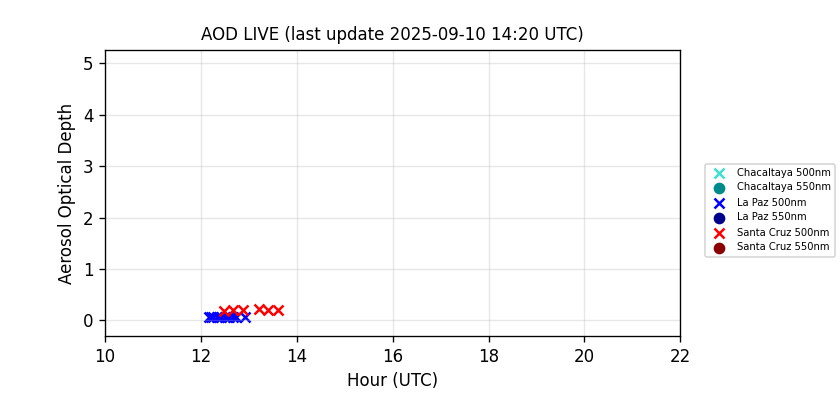 AOD LIVE (last update 2025-09-10 14:20 UTC)
5
4
3
2
1
0
Aerosol Optical Depth
10 12 14 16 18 20 22
Hour (UTC)
Chacaltaya 500nm
Chacaltaya 550nm
La Paz 500nm
La Paz 550nm
Santa Cruz 500nm
Santa Cruz 550nm